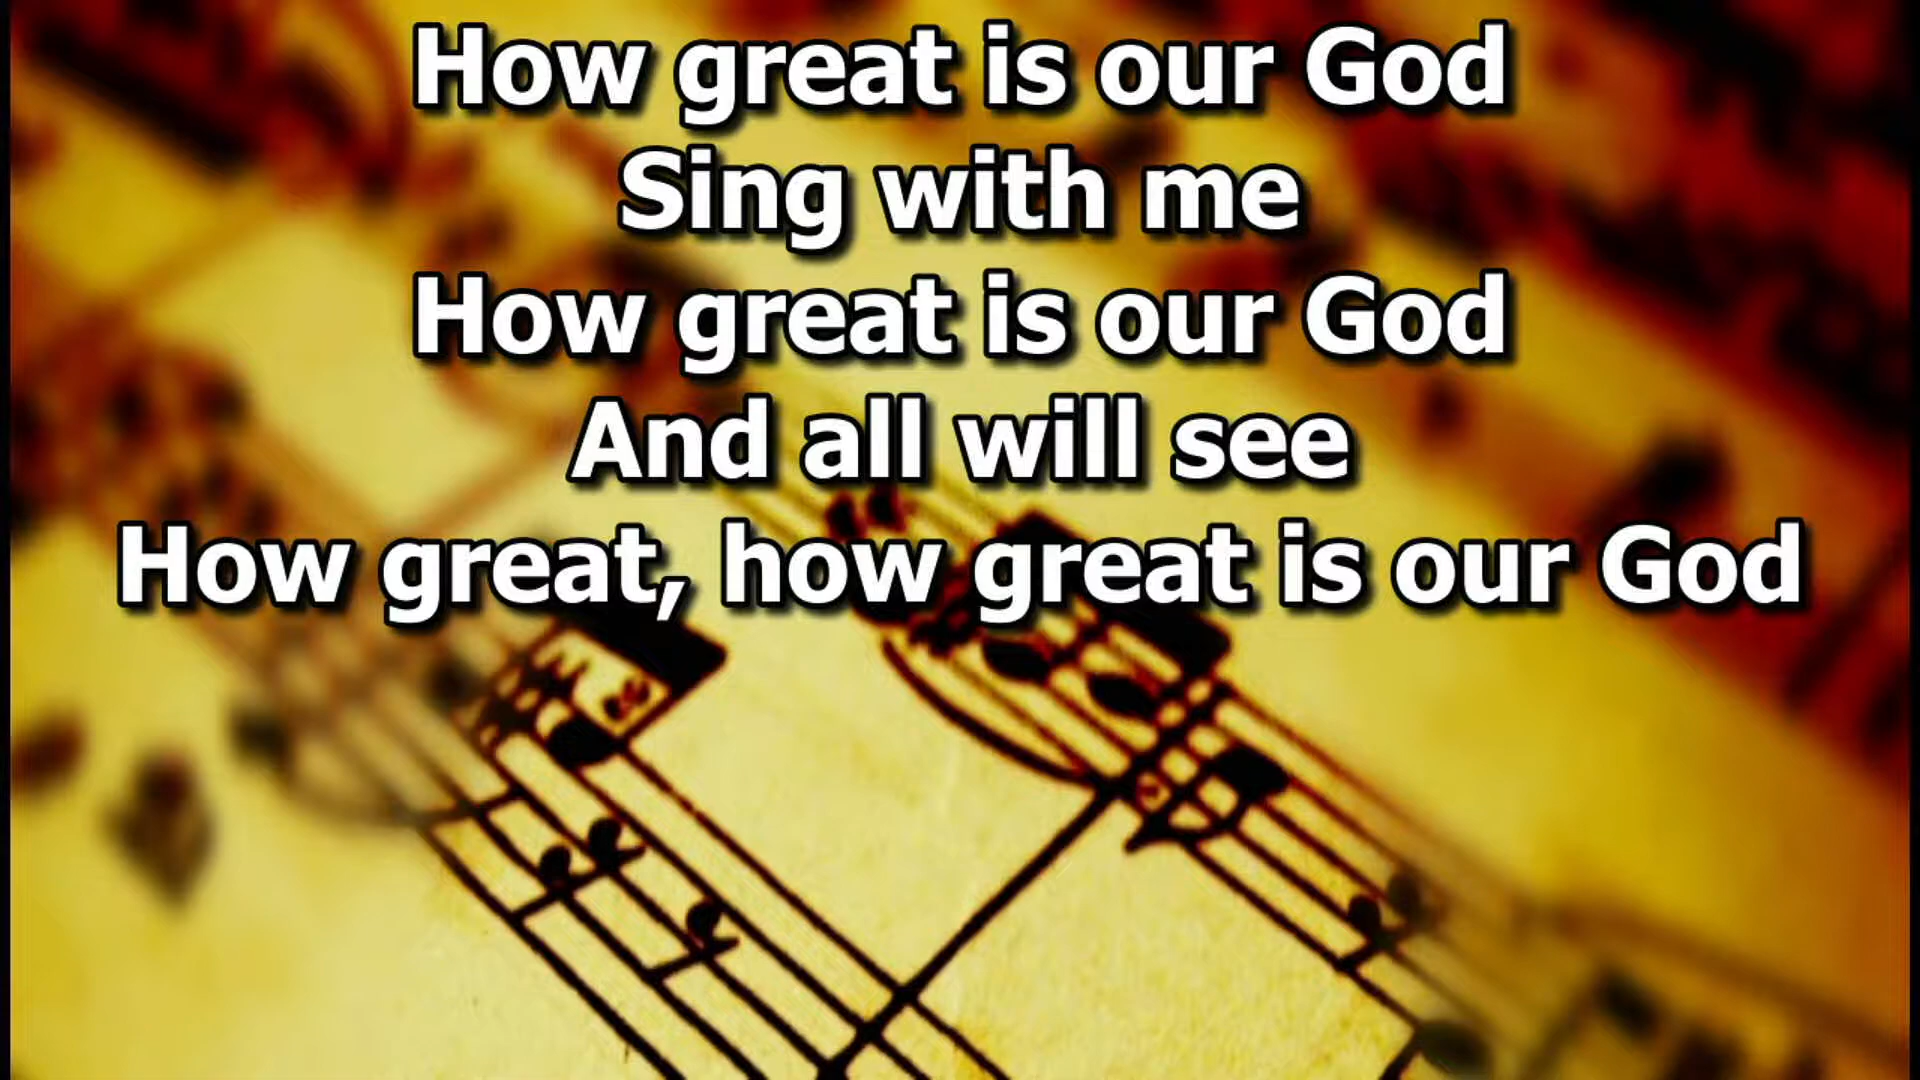 How great is our God
Sing with me
How great is our God
And all will see
How great, how great is our God